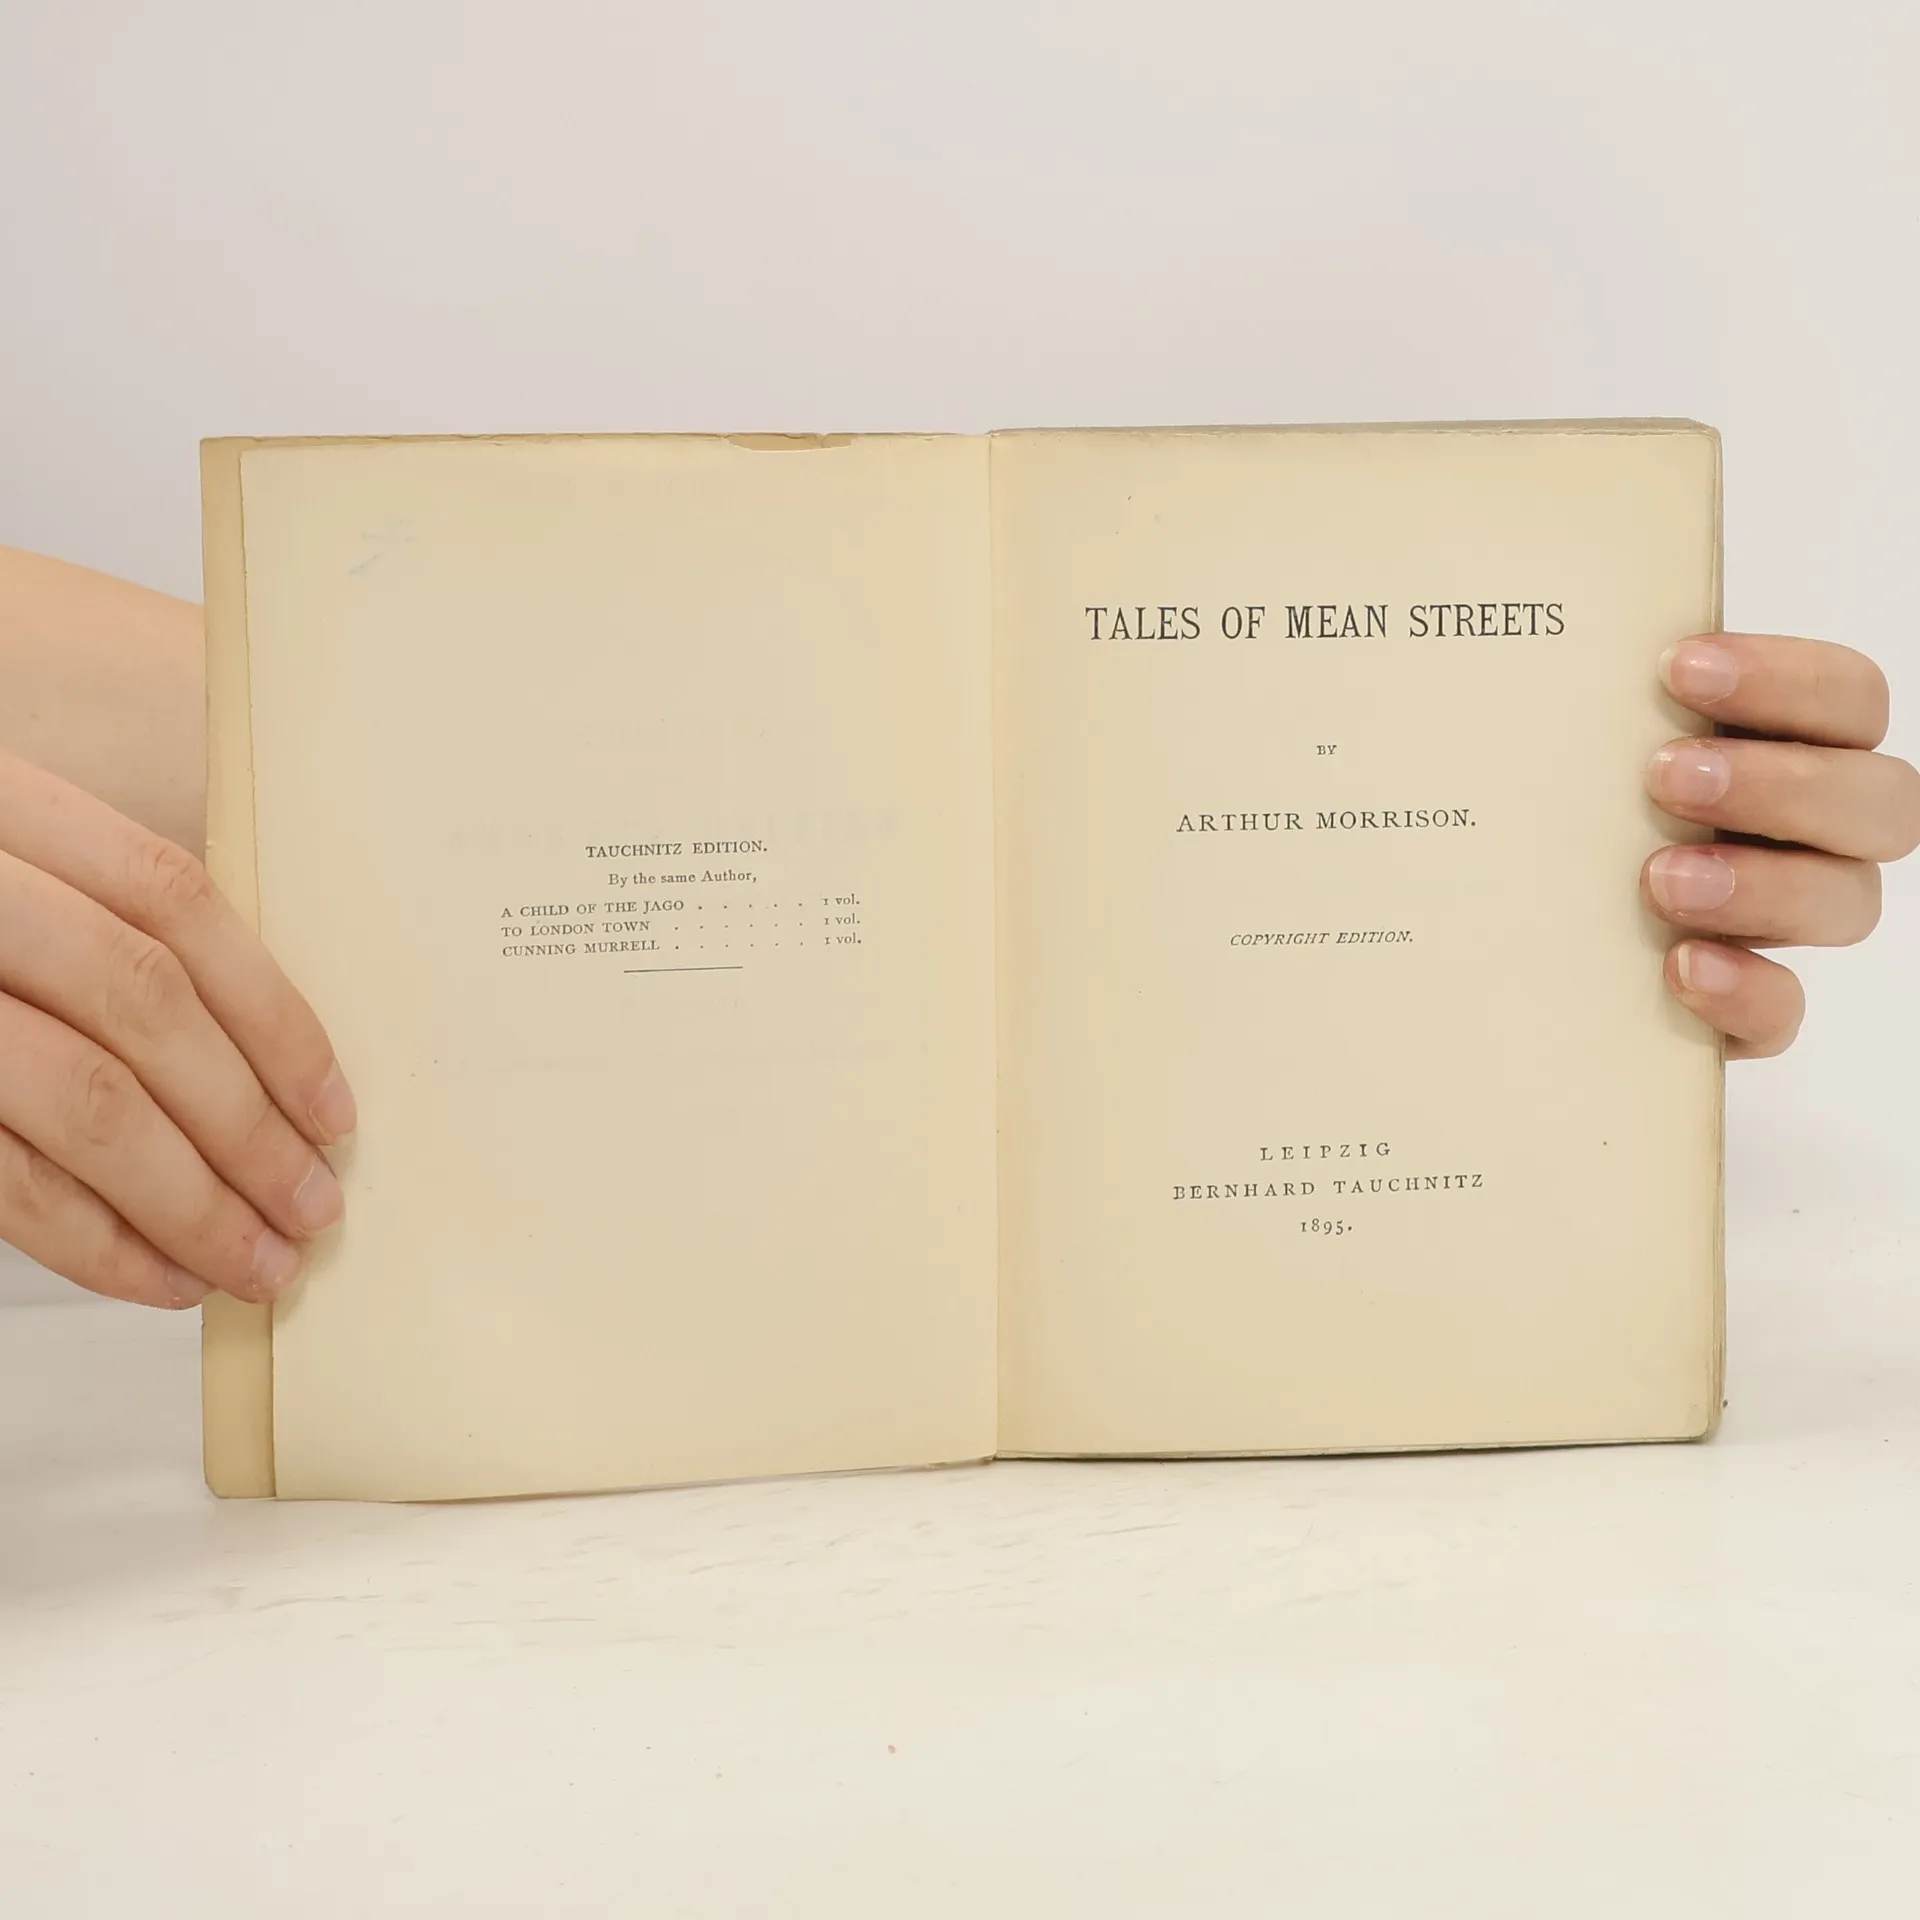 TAUCHNITZ EDITION.
By the same Author,
A CHILD OF THE JAGO . . . . . 1 vol.
TO LONDON TOWN . . . . . . 1 vol.
CUNNING MURRELL . . . . . . 1 vol.
TALES OF MEAN STREETS
BY
ARTHUR MORRISON.
COPYRIGHT EDITION.
LEIPZIG
BERNHARD TAUCHNITZ
1895.